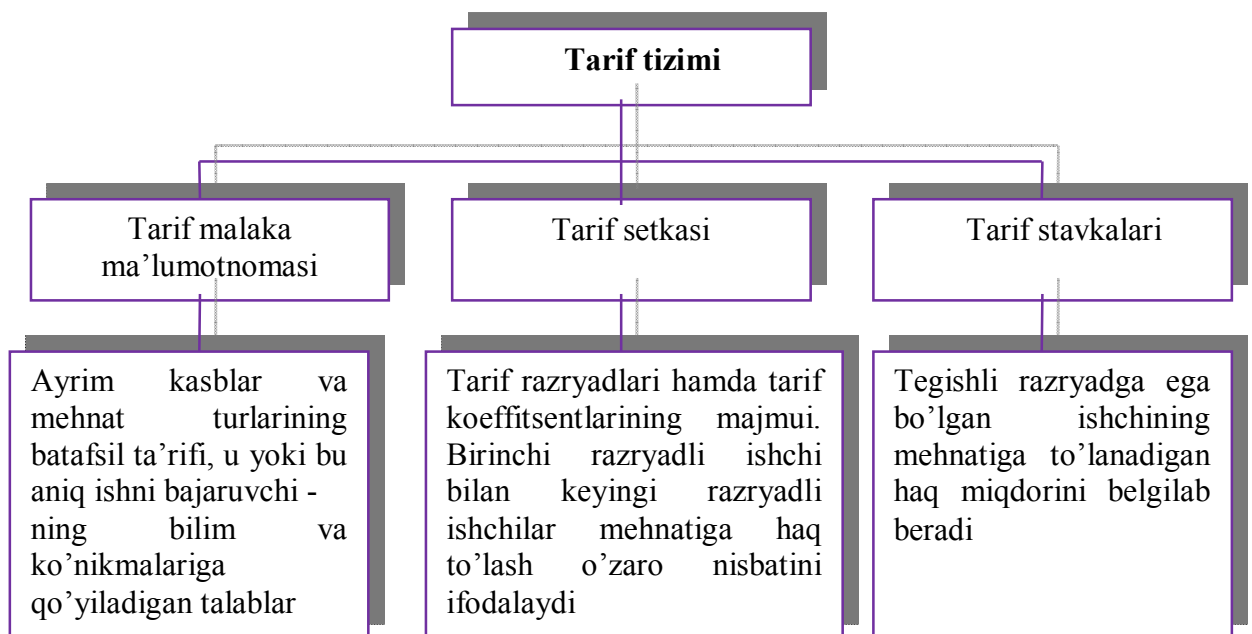 Tarif tizimi
Tarif malaka
ma’lumotnomasi
Tarif setkasi
Tarif stavkalari
Ayrim kasblar va
mehnat turlarining
batafsil ta’rifi, u yoki bu
aniq ishni bajaruvchi -
ning bilim va
ko’nikmalariga
qo’yiladigan talablar
Tarif razryadlari hamda tarif
koeffitsentlarining majmui.
Birinchi razryadli ishchi
bilan keyingi razryadli
ishchilar mehnatiga haq
to’lash o’zaro nisbatini
ifodalaydi
Tegishli razryadga ega
bo’lgan ishchining
mehnatiga to’lanadigan
haq miqdorini belgilab
beradi